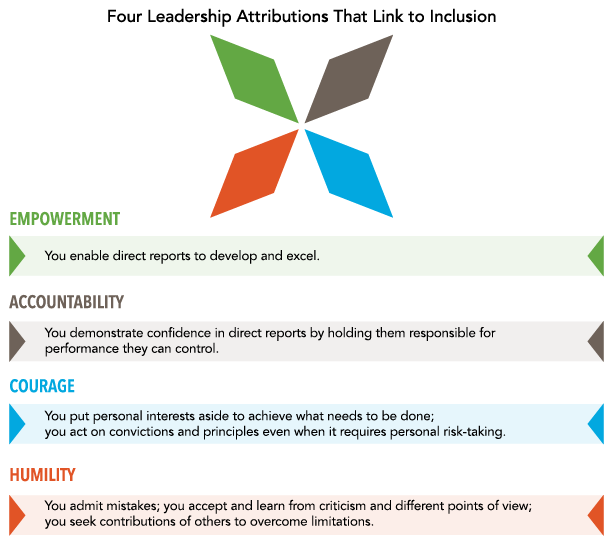 Four Leadership Attributions That Link to Inclusion
EMPOWERMENT
You enable direct reports to develop and excel.
ACCOUNTABILITY
You demonstrate confidence in direct reports by holding them responsible for
performance they can control.
COURAGE
You put personal interests aside to achieve what needs to be done;
you act on convictions and principles even when it requires personal risk-taking.
HUMILITY
You admit mistakes; you accept and learn from criticism and different points of view;
you seek contributions of others to overcome limitations.